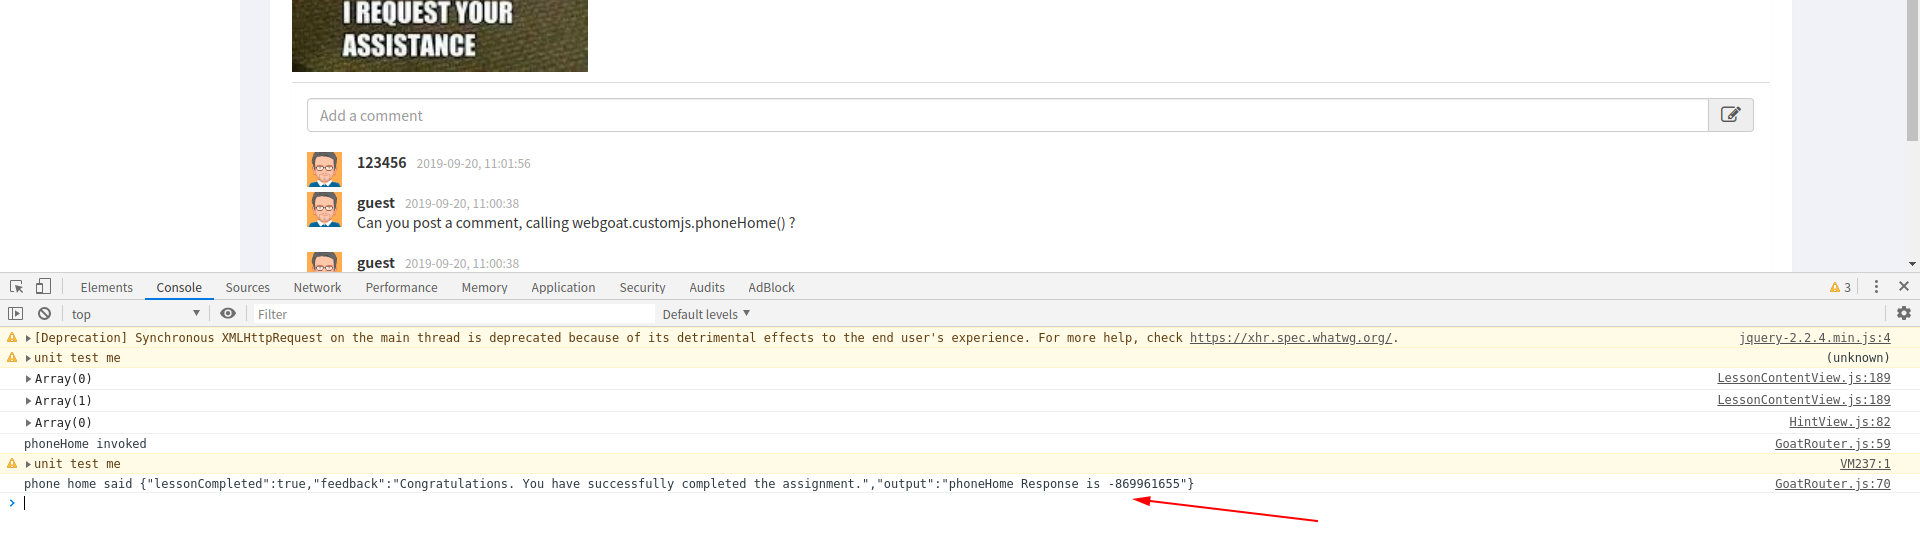 I REQUEST YOUR
ASSISTANCE
Add a comment
123456 2019-09-20, 11:01:56
guest 2019-09-20, 11:00:38
Can you post a comment, calling webgoat.customjs.phoneHome() ?
guest 2019-09-20, 11:00:38
Elements Console Sources Network Performance Memory Application Security Audits AdBlock 3
top Filter Default levels
[Deprecation] Synchronous XMLHttpRequest on the main thread is deprecated because of its detrimental effects to the end user's experience. For more help, check https://xhr.spec.whatwg.org/. jquery-2.2.4.min.js:4
unit test me (unknown)
Array(0) LessonContentView.js:189
Array(1) LessonContentView.js:189
Array(0) HintView.js:82
phoneHome invoked GoatRouter.js:59
unit test me VM237:1
phone home said {"lessonCompleted":true,"feedback":"Congratulations. You have successfully completed the assignment.","output":"phoneHome Response is -869961655"} GoatRouter.js:70